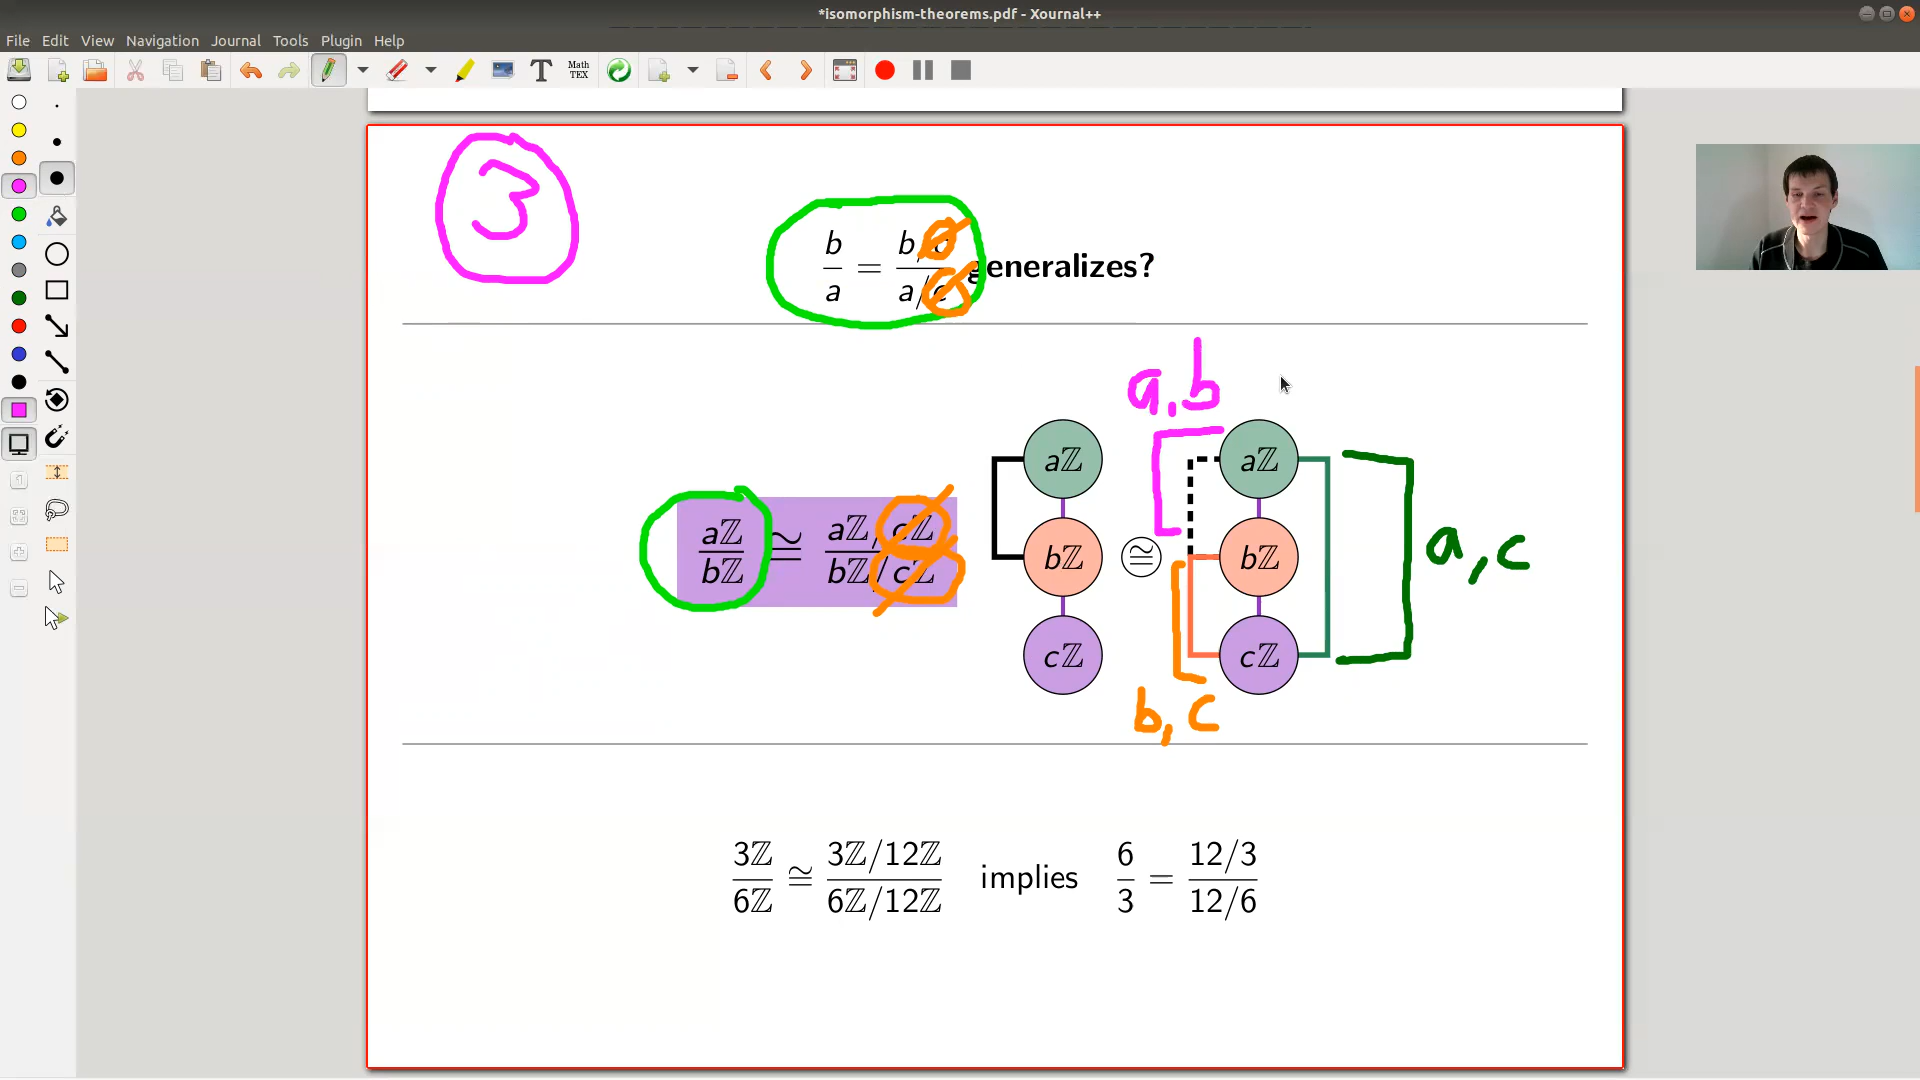 *isomorphism-theorems.pdf - Xournal++
File Edit View Navigation Journal Tools Plugin Help
T Math TEX
3
b/a = b/c / a/c generalizes?
a,b
aℤ aℤ
aℤ/bℤ ≅ aℤ/cℤ / bℤ/cℤ
bℤ ≅ bℤ
a,c
cℤ cℤ
b,c
3ℤ/6ℤ ≅ 3ℤ/12ℤ / 6ℤ/12ℤ implies 6/3 = 12/3 / 12/6